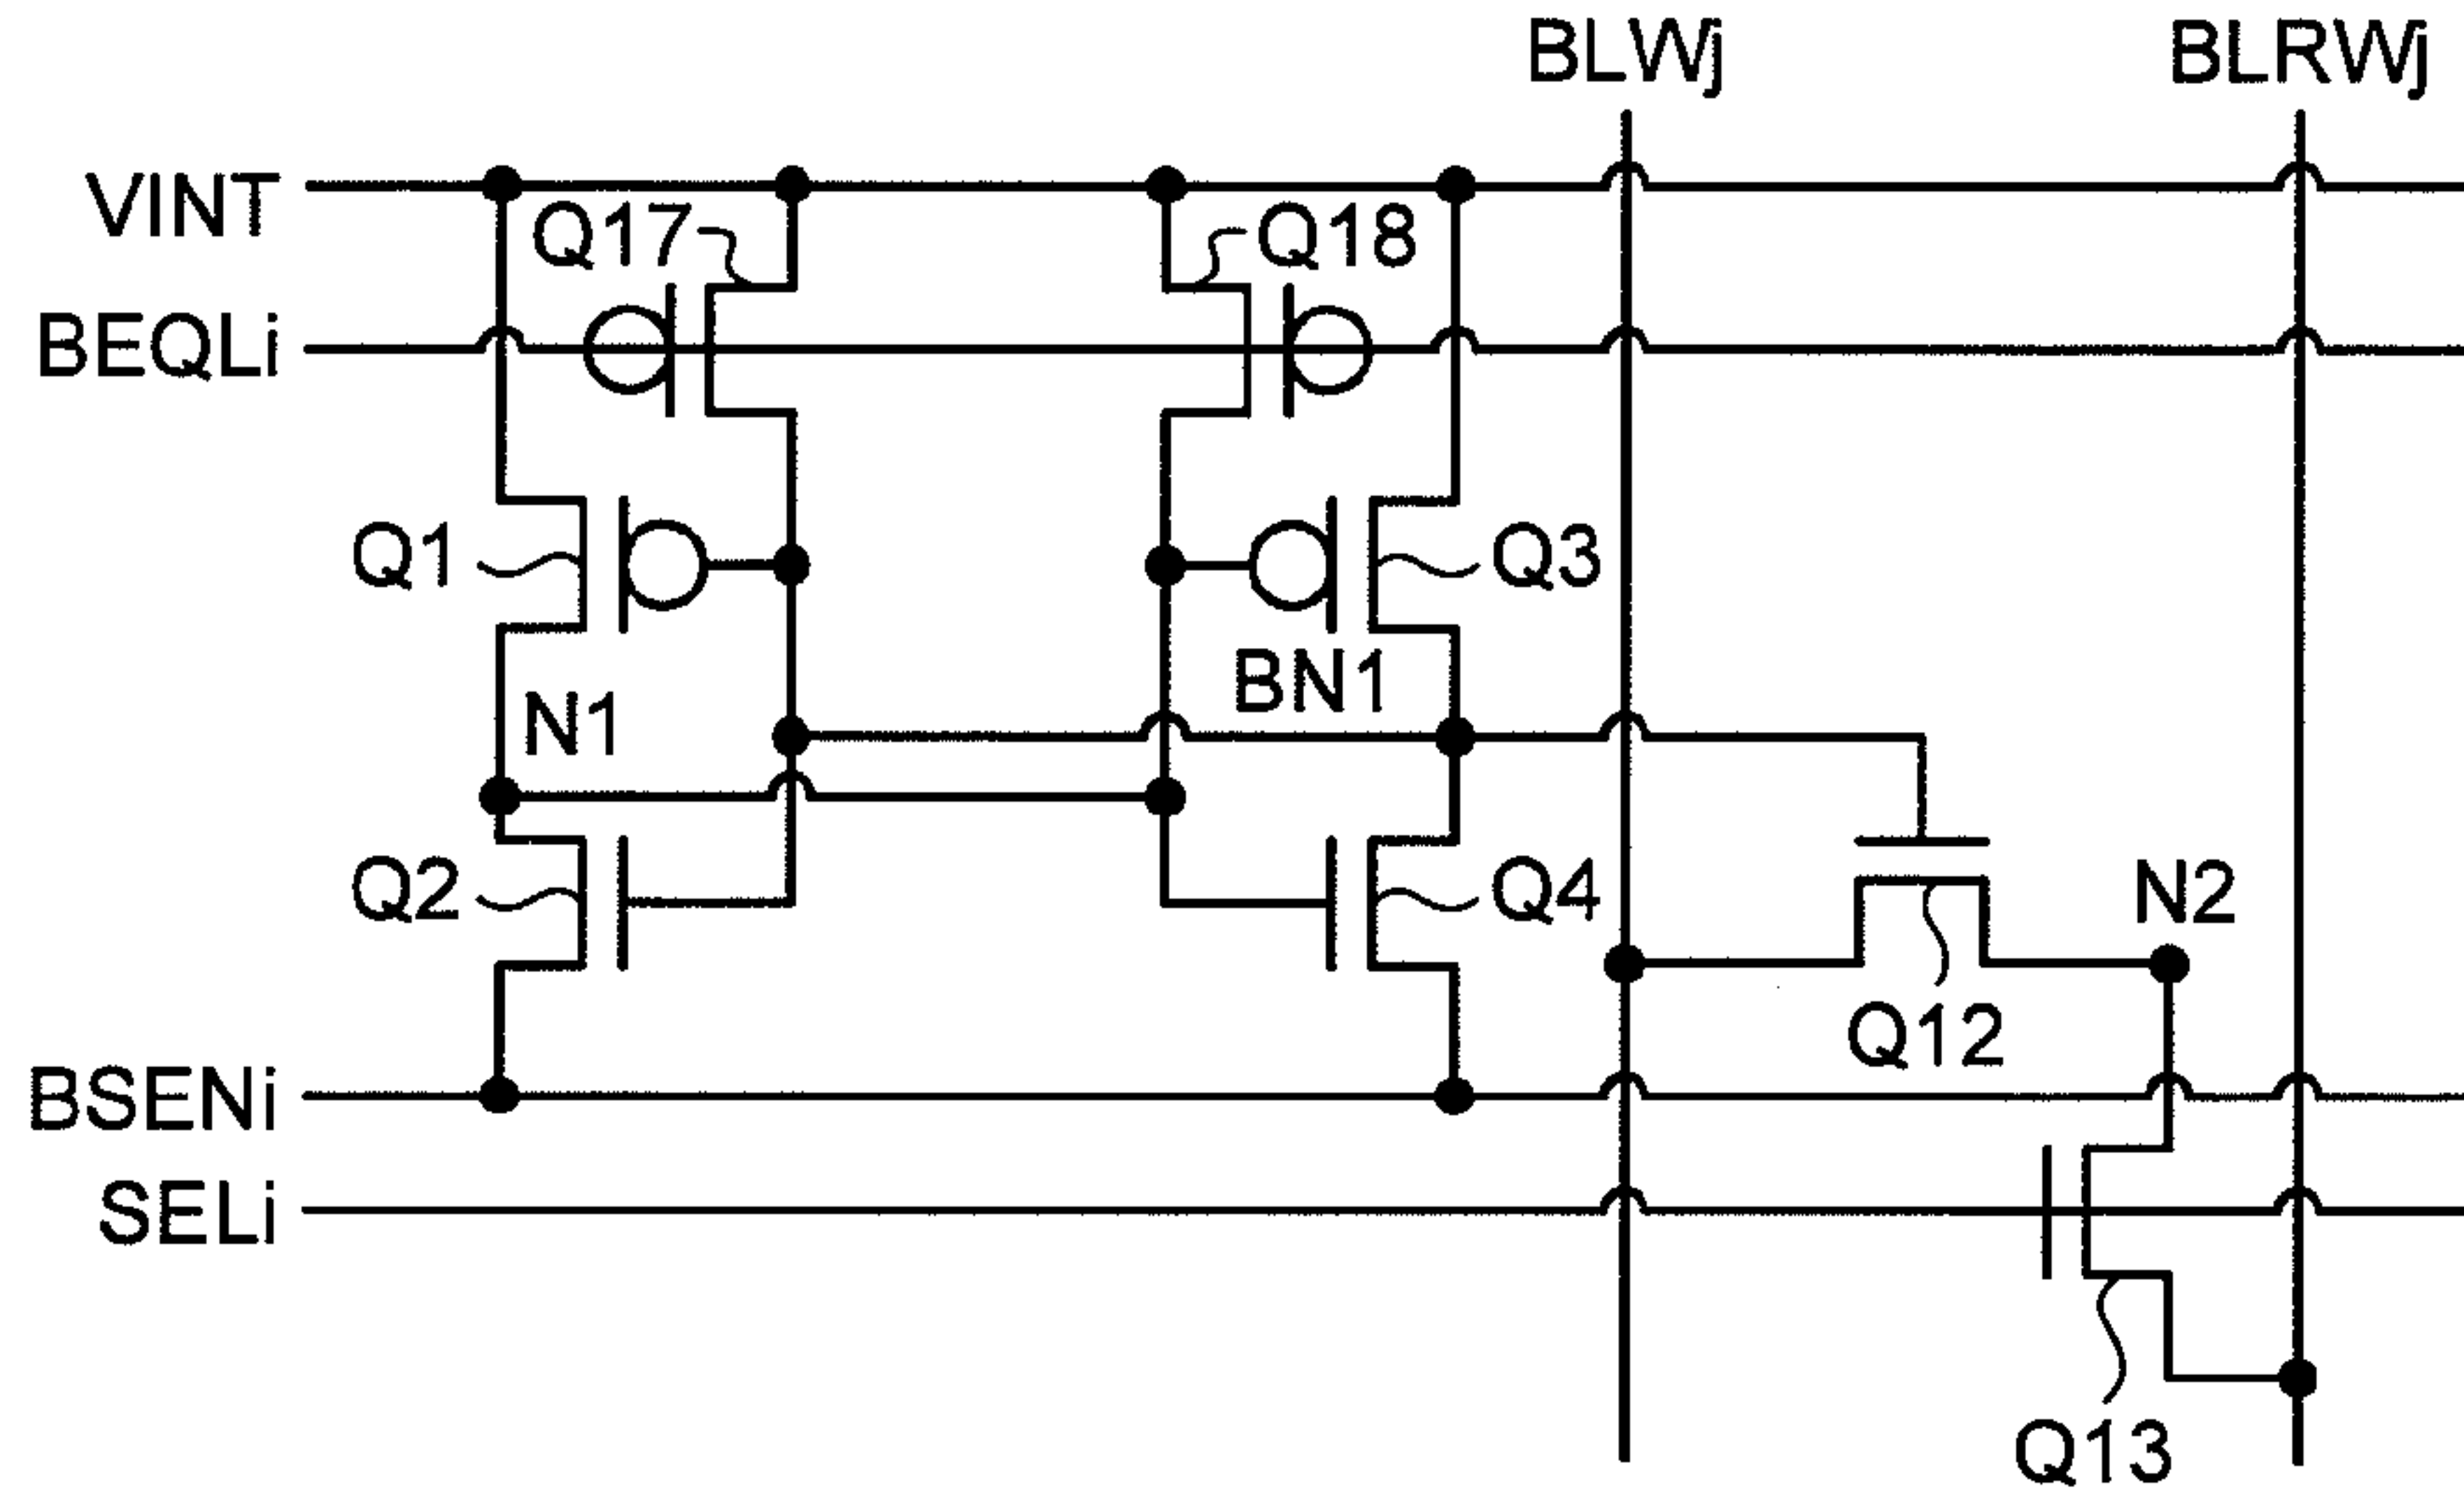 BLWj
BLRWj
VINT
Q17
Q18
BEQLi
Q1
Q3
BN1
N1
Q2
Q4
N2
Q12
BSENi
SELi
Q13